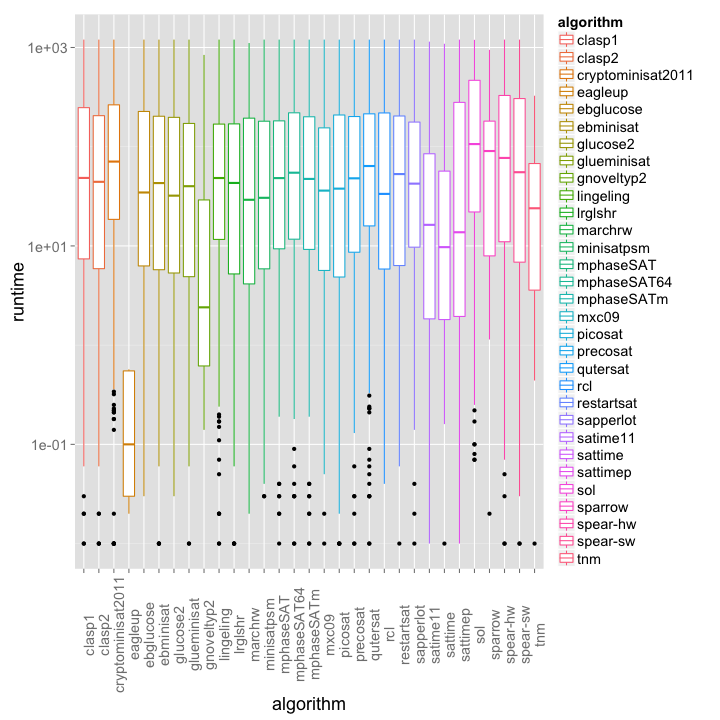 algorithm
clasp1
clasp2
cryptominisat2011
eagleup
ebglucose
ebminisat
glucose2
glueminisat
gnoveltyp2
lingeling
lrglshr
marchrw
minisatpsm
mphaseSAT
mphaseSAT64
mphaseSATm
mxc09
picosat
precosat
qutersat
rcl
restartsat
sapperlot
satime11
sattime
sattimep
sol
sparrow
spear-hw
spear-sw
tnm
1e+03
1e+01
1e-01
runtime
clasp1
clasp2
cryptominisat2011
eagleup
ebglucose
ebminisat
glucose2
glueminisat
gnoveltyp2
lingeling
lrglshr
marchrw
minisatpsm
mphaseSAT
mphaseSAT64
mphaseSATm
mxc09
picosat
precosat
qutersat
rcl
restartsat
sapperlot
satime11
sattime
sattimep
sol
sparrow
spear-hw
spear-sw
tnm
algorithm